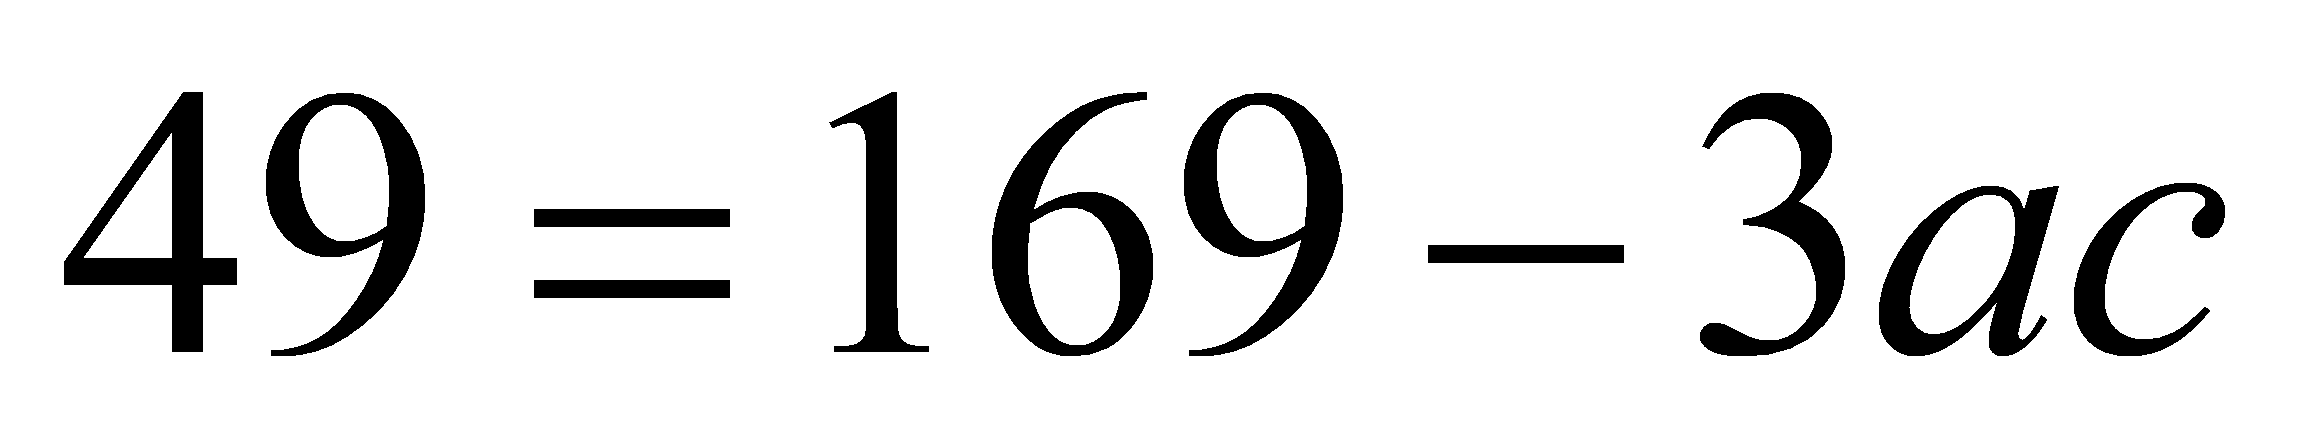 49 = 169 − 3ac